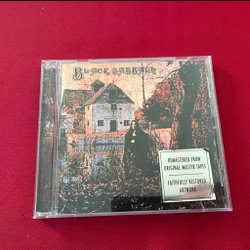 BLACK SABBATH
REMASTERED FROM
ORIGINAL MASTER TAPES
FAITHFULLY RESTORED
ARTWORK